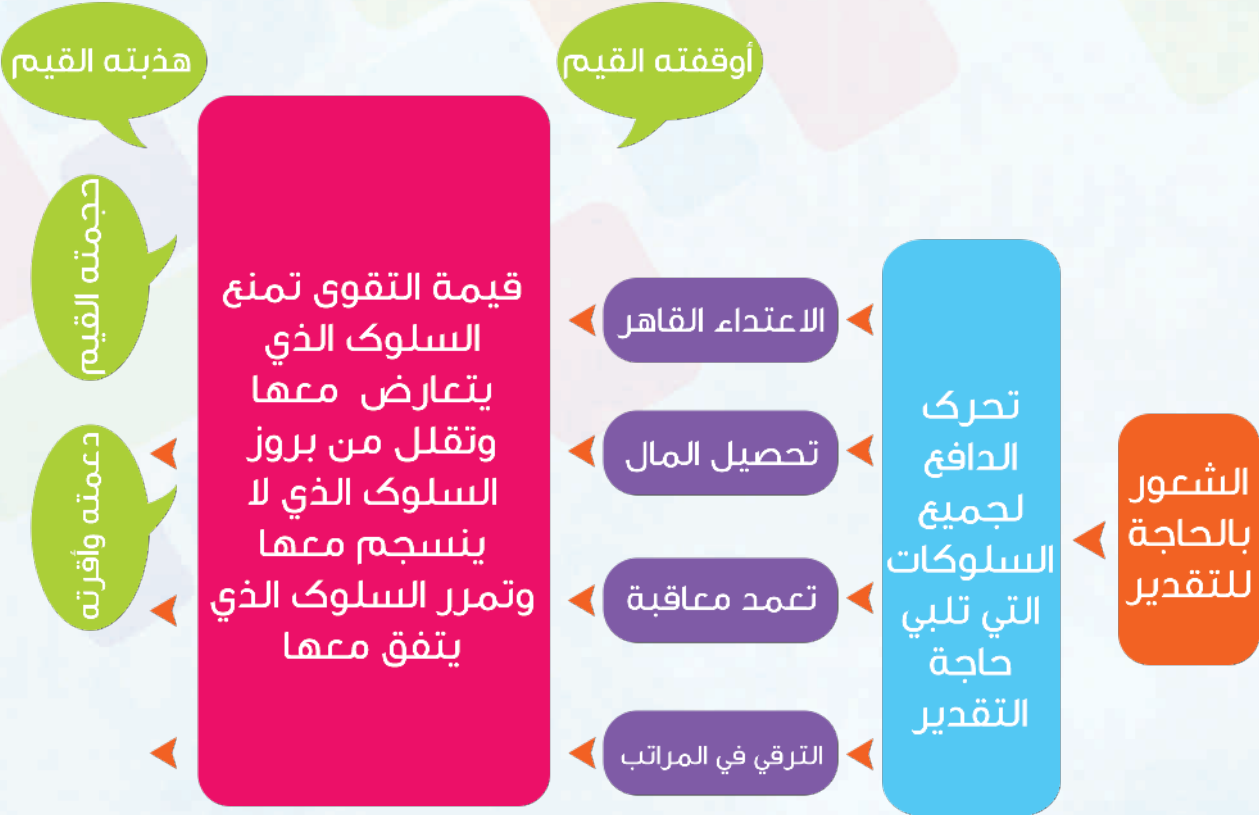 الشعور
بالحاجة
للتقدير
تحرك
الدافع
لجميع
السلوكات
التي تلبي
حاجة
التقدير
الاعتداء القاهر
تحصيل المال
تعمد معاقبة
الترقي في المراتب
أوقفته القيم
قيمة التقوى تمنع
السلوك الذي
يتعارض معها
وتقلل من بروز
السلوك الذي لا
ينسجم معها
وتمرر السلوك الذي
يتفق معها
هذبته القيم
حجمته القيم
دعمته وأقرته